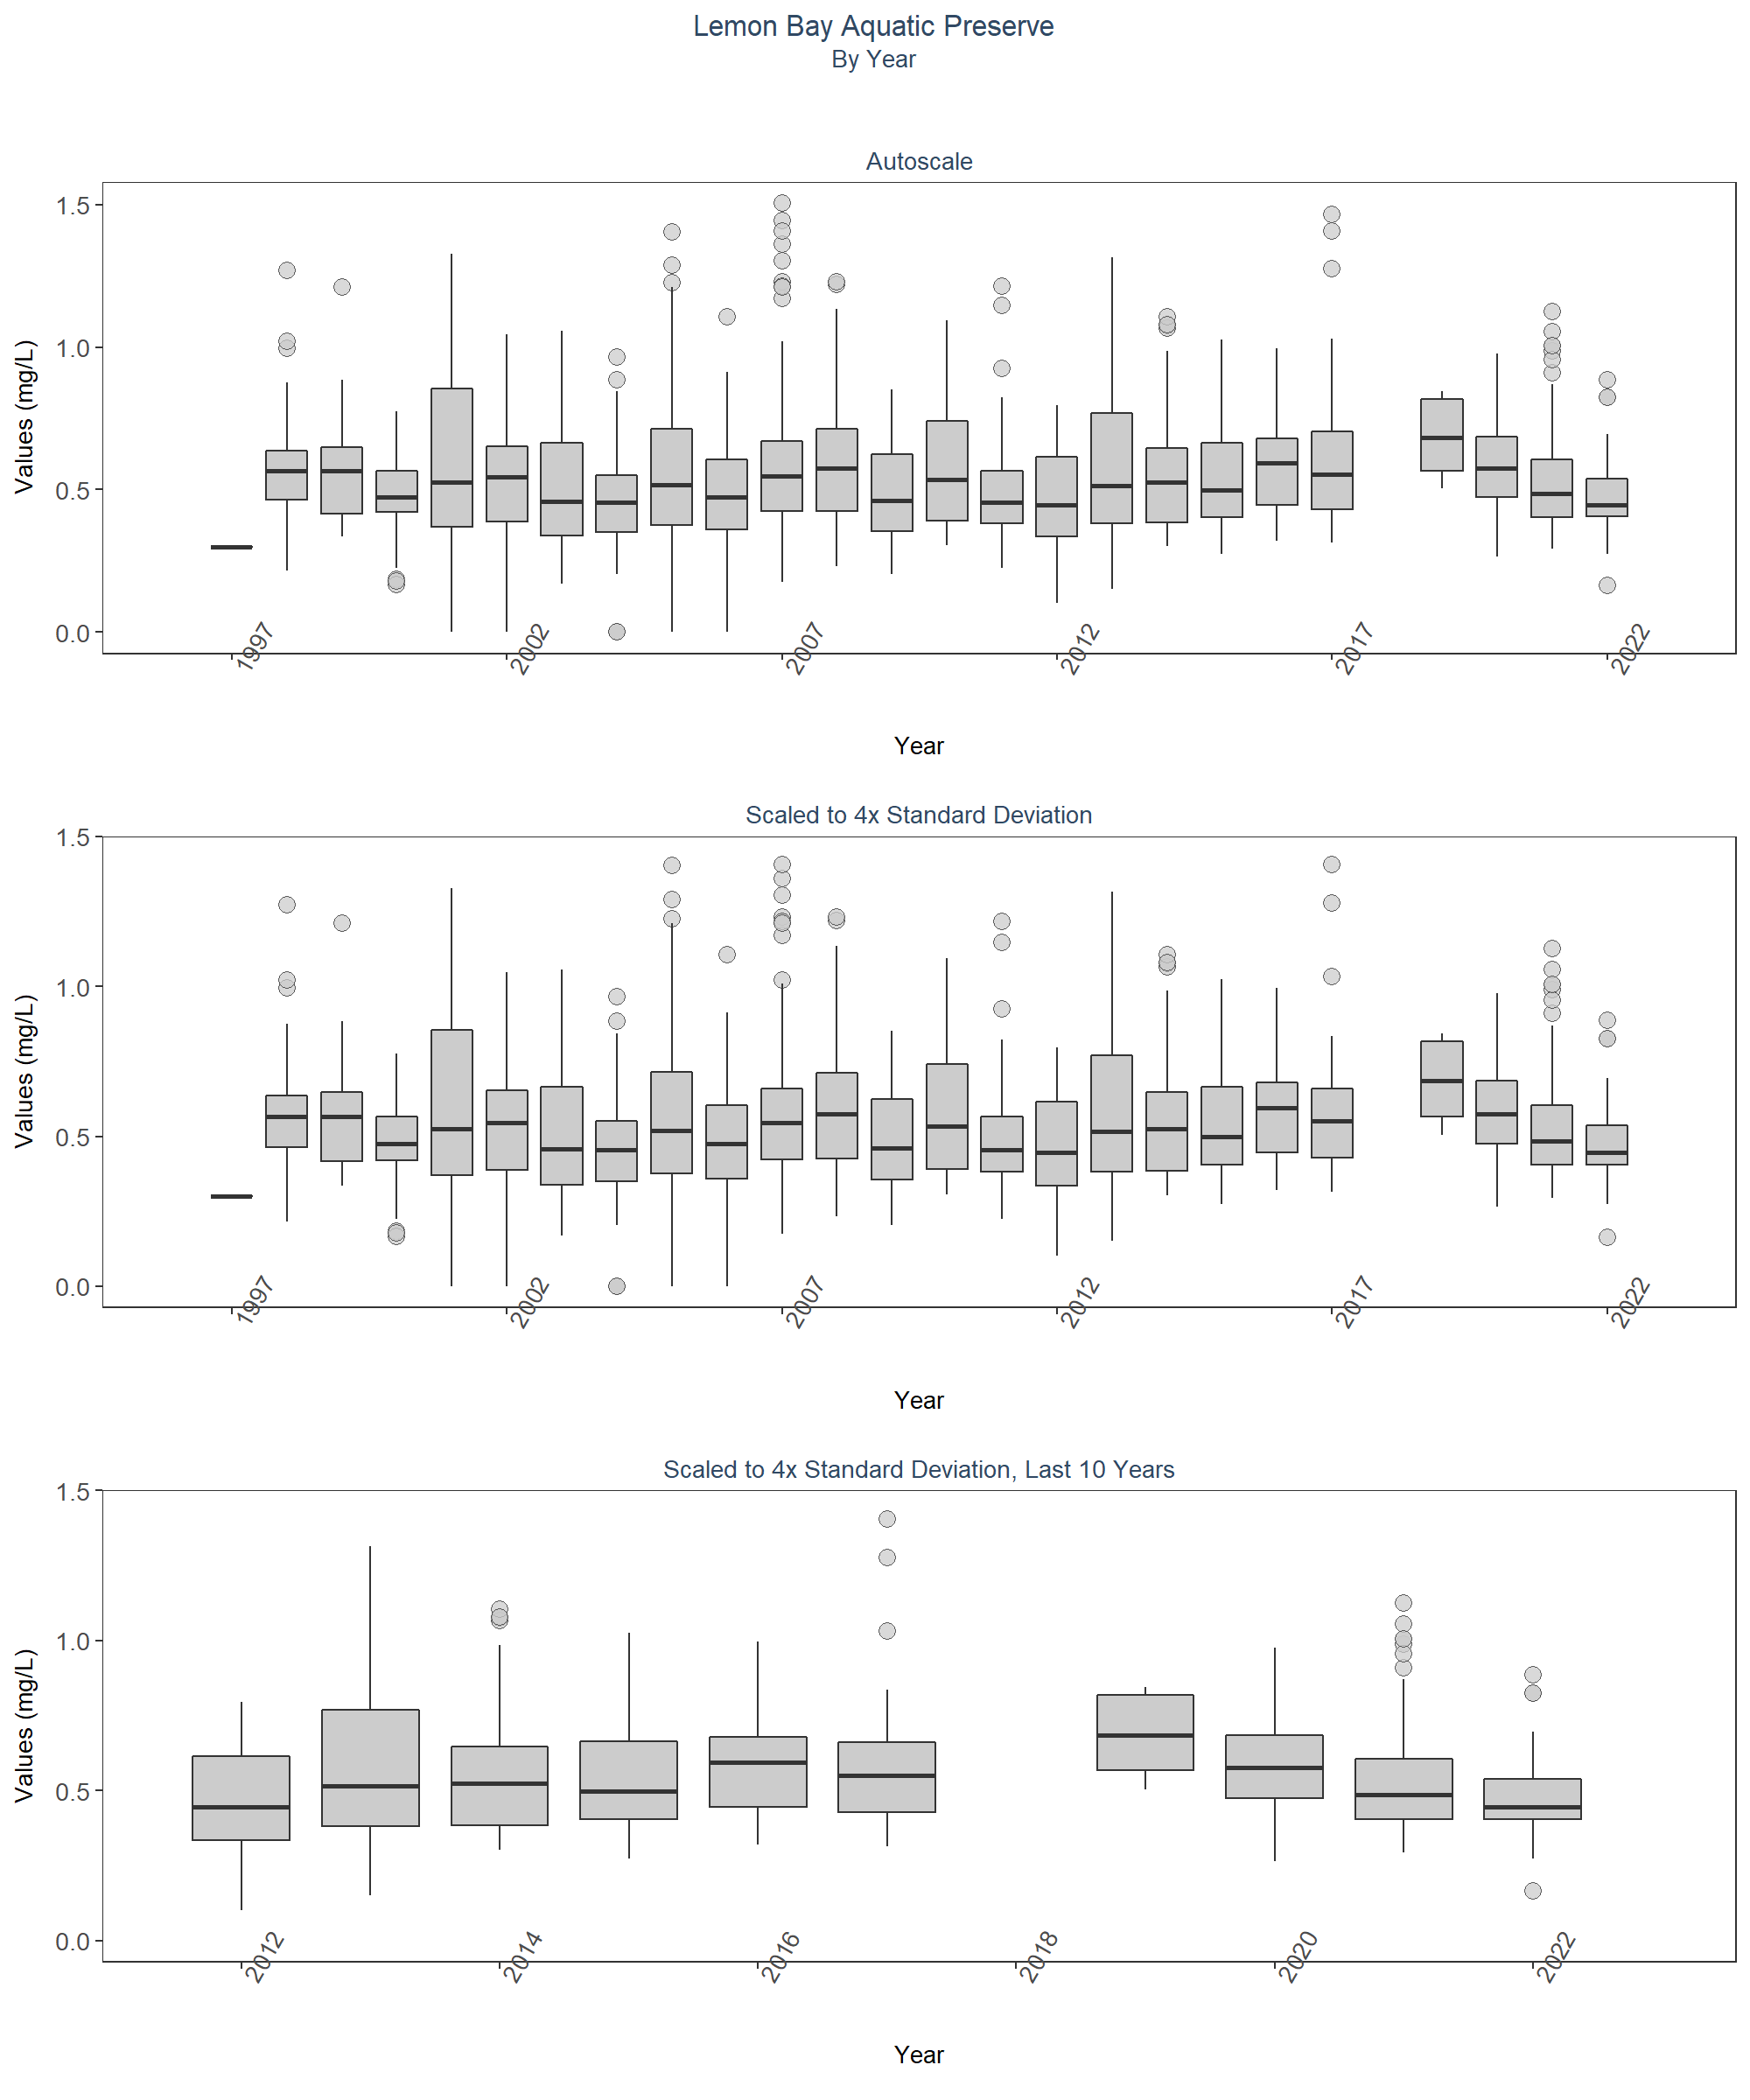 Lemon Bay Aquatic Preserve
By Year
Autoscale
Values (mg/L)
1.5
1.0
0.5
0.0
1997 2002 2007 2012 2017 2022
Year
Scaled to 4x Standard Deviation
Values (mg/L)
1.5
1.0
0.5
0.0
1997 2002 2007 2012 2017 2022
Year
Scaled to 4x Standard Deviation, Last 10 Years
Values (mg/L)
1.5
1.0
0.5
0.0
2012 2014 2016 2018 2020 2022
Year